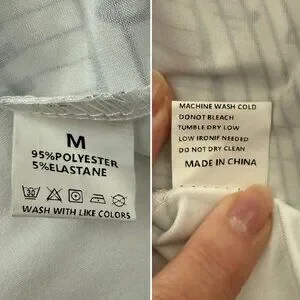 M
95%POLYESTER
5%ELASTANE
30
WASH WITH LIKE COLORS
MACHINE WASH COLD
DONOT BLEACH
TUMBLE DRY LOW
LOW IRONIF NEEDED
DO NOT DRY CLEAN
MADE IN CHINA